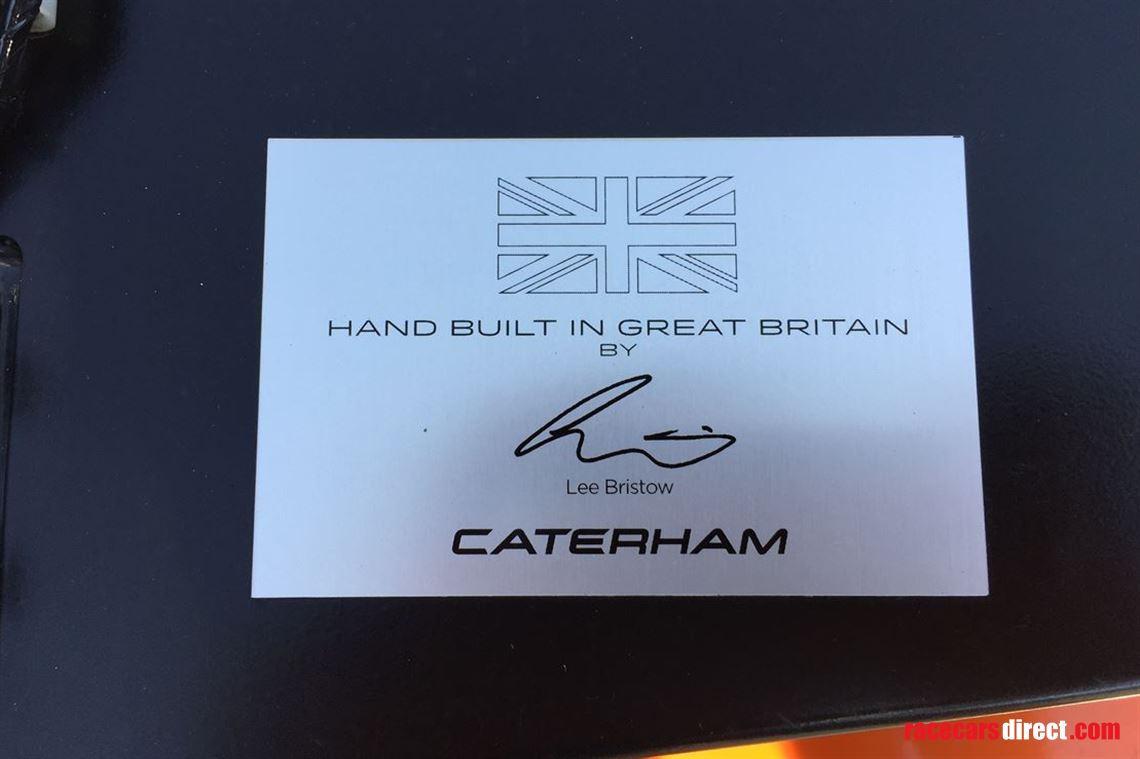 HAND BUILT IN GREAT BRITAIN
BY
Lee Bristow
CATERHAM
racecarsdirect.com